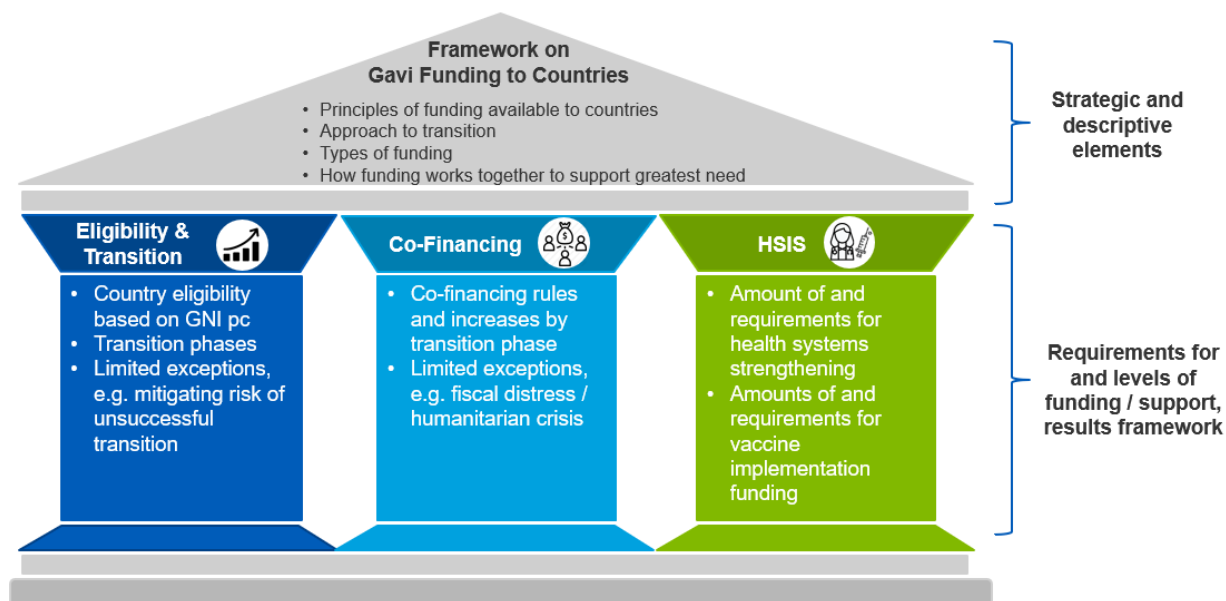 Framework on
Gavi Funding to Countries
• Principles of funding available to countries
• Approach to transition
• Types of funding
• How funding works together to support greatest need
Strategic and
descriptive
elements
Eligibility &
Transition
• Country eligibility
based on GNI pc
• Transition phases
• Limited exceptions,
e.g. mitigating risk of
unsuccessful
transition
Co-Financing
$
• Co-financing rules
and increases by
transition phase
• Limited exceptions,
e.g. fiscal distress /
humanitarian crisis
HSIS
• Amount of and
requirements for
health systems
strengthening
• Amounts of and
requirements for
vaccine
implementation
funding
Requirements for
and levels of
funding / support,
results framework